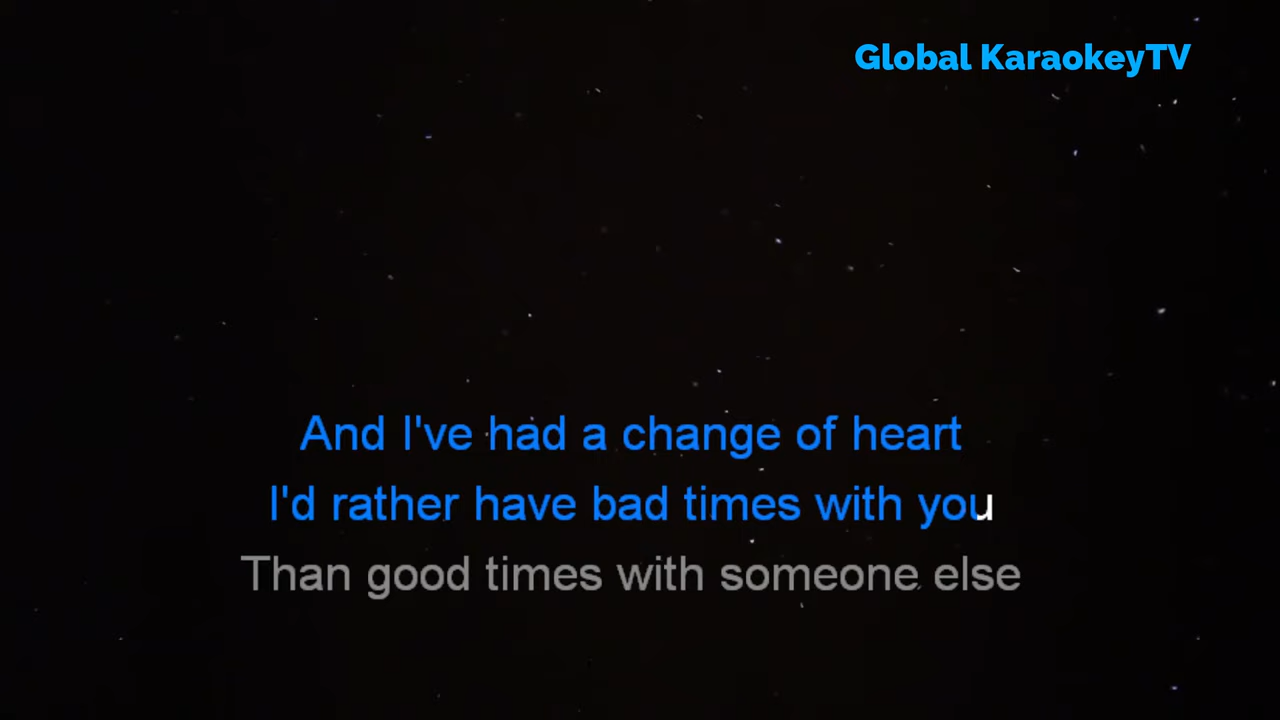 Global KaraokeyTV
And I've had a change of heart
I'd rather have bad times with you
Than good times with someone else